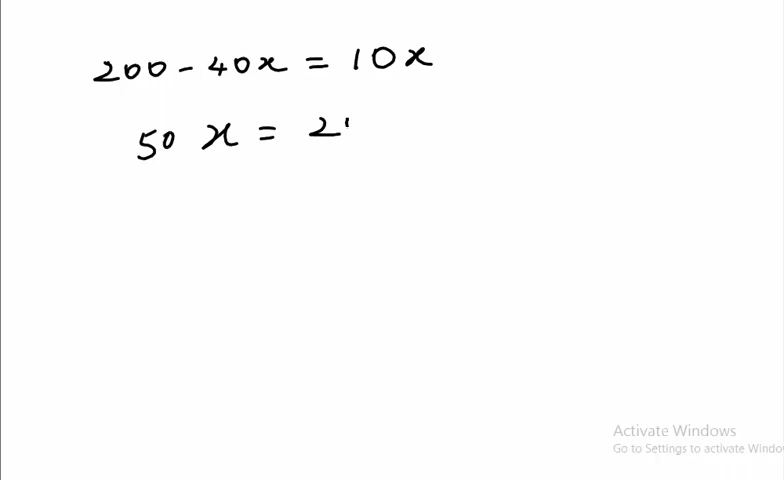 200 - 40x = 10x
50 x = 2
Activate Windows
Go to Settings to activate Windo